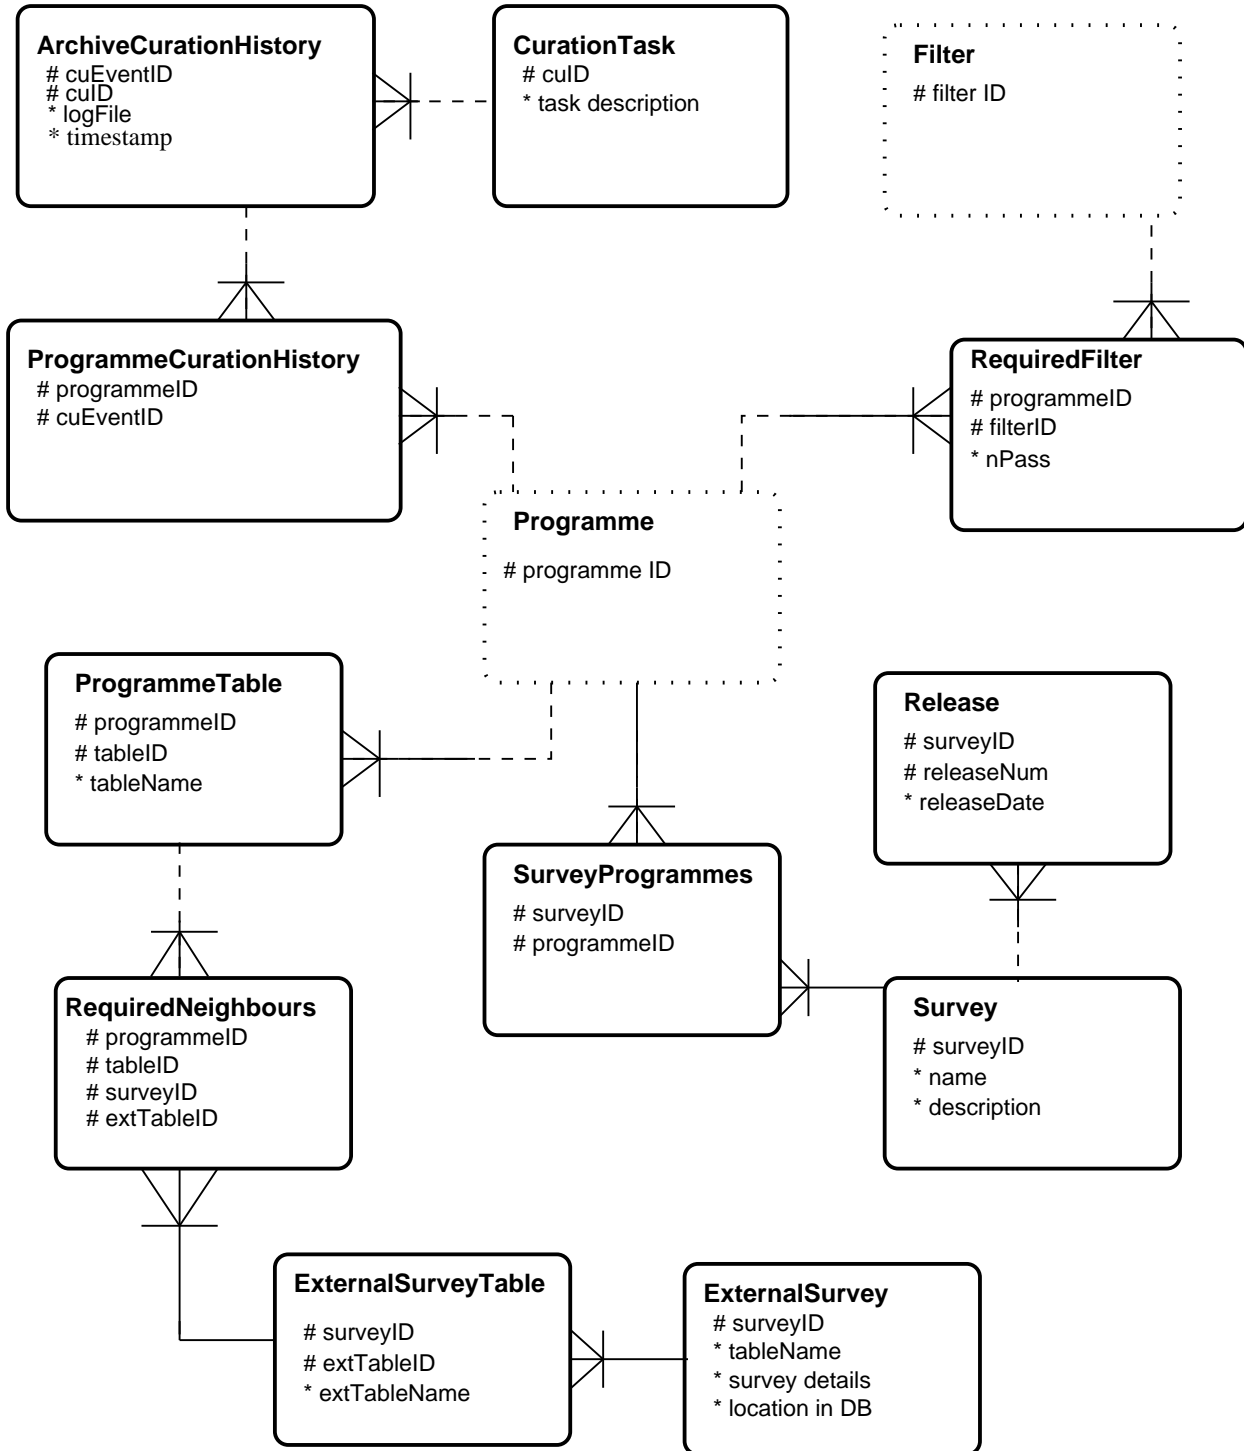 ArchiveCurationHistory
# cuEventID
# cuID
* logFile
* timestamp
CurationTask
# cuID
* task description
Filter
# filter ID
ProgrammeCurationHistory
# programmeID
# cuEventID
RequiredFilter
# programmeID
# filterID
* nPass
Programme
# programme ID
ProgrammeTable
# programmeID
# tableID
* tableName
Release
# surveyID
# releaseNum
* releaseDate
SurveyProgrammes
# surveyID
# programmeID
RequiredNeighbours
# programmeID
# tableID
# surveyID
# extTableID
Survey
# surveyID
* name
* description
ExternalSurveyTable
# surveyID
# extTableID
* extTableName
ExternalSurvey
# surveyID
* tableName
* survey details
* location in DB